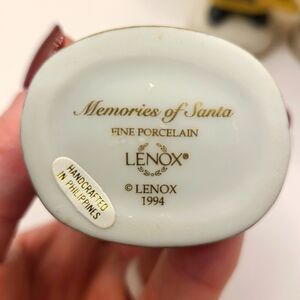 Memories of Santa
FINE PORCELAIN
LENOX®
© LENOX
1994
HANDCRAFTED
IN PHILIPPINES